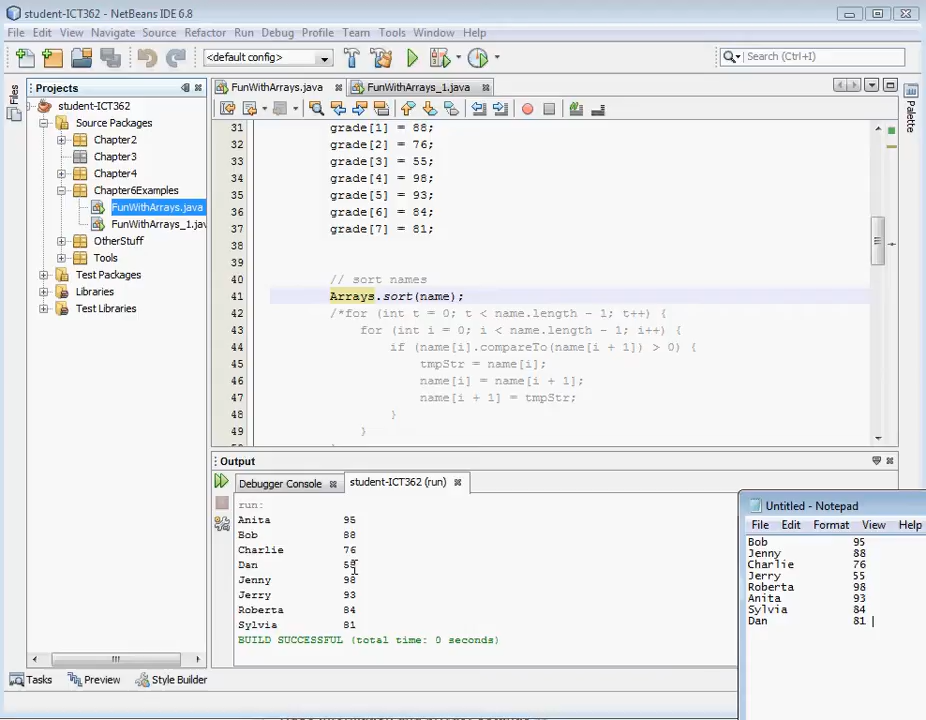 student-ICT362 - NetBeans IDE 6.8
File Edit View Navigate Source Refactor Run Debug Profile Team Tools Window Help
<default config> Search (Ctrl+I)
Files
Projects
student-ICT362
Source Packages
Chapter2
Chapter3
Chapter4
Chapter6Examples
FunWithArrays.java
FunWithArrays_1.jav
OtherStuff
Tools
Test Packages
Libraries
Test Libraries
FunWithArrays.java FunWithArrays_1.java
Palette
31 grade[1] = 88;
32 grade[2] = 76;
33 grade[3] = 55;
34 grade[4] = 98;
35 grade[5] = 93;
36 grade[6] = 84;
37 grade[7] = 81;
38
39
40 // sort names
41 Arrays.sort(name);
42 /*for (int t = 0; t < name.length - 1; t++) {
43 for (int i = 0; i < name.length - 1; i++) {
44 if (name[i].compareTo(name[i + 1]) > 0) {
45 tmpStr = name[i];
46 name[i] = name[i + 1];
47 name[i + 1] = tmpStr;
48 }
49 }
Output
Debugger Console student-ICT362 (run)
run:
Anita 95
Bob 88
Charlie 76
Dan 55
Jenny 98
Jerry 93
Roberta 84
Sylvia 81
BUILD SUCCESSFUL (total time: 0 seconds)
Untitled - Notepad
File Edit Format View Help
Bob 95
Jenny 88
Charlie 76
Jerry 55
Roberta 98
Anita 93
Sylvia 84
Dan 81
Tasks Preview Style Builder